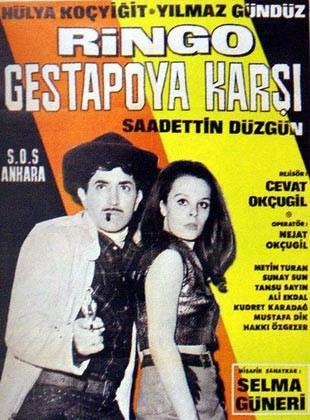 HÜLYA KOÇYİĞİT·YILMAZ GÜNDÜZ
RİNGO
GESTAPOYA KARŞI
SAADETTİN DÜZGÜN
S.O.S
ANKARA
REJİSÖR:
CEVAT
OKÇUGİL
OPERATÖR:
NEJAT
OKÇUGİL
METİN TURAN
SUNAY SUN
TANSU SAYIN
ALİ EKDAL
KUDRET KARADAĞ
MUSTAFA DİK
HAKKI ÖZGEZER
MİSAFİR SANATKAR:
SELMA
GÜNERİ